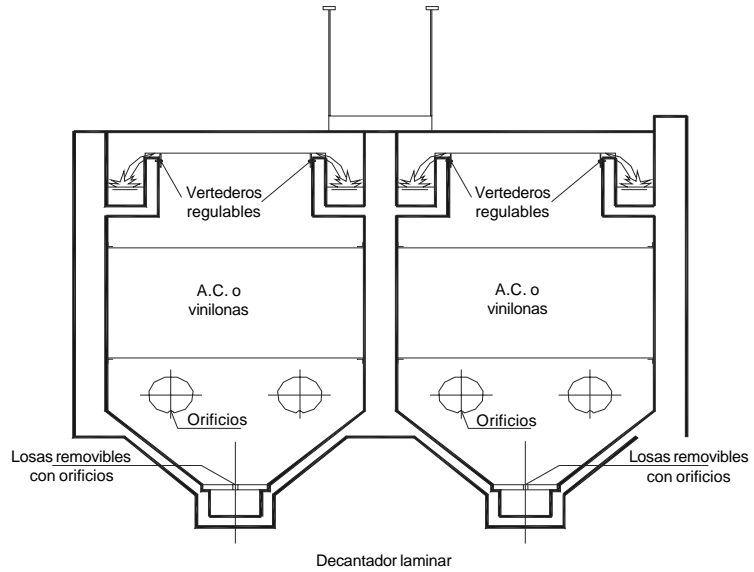 Vertederos
regulables
Vertederos
regulables
A.C. o
vinilonas
A.C. o
vinilonas
Orificios
Orificios
Losas removibles
con orificios
Losas removibles
con orificios
Decantador laminar